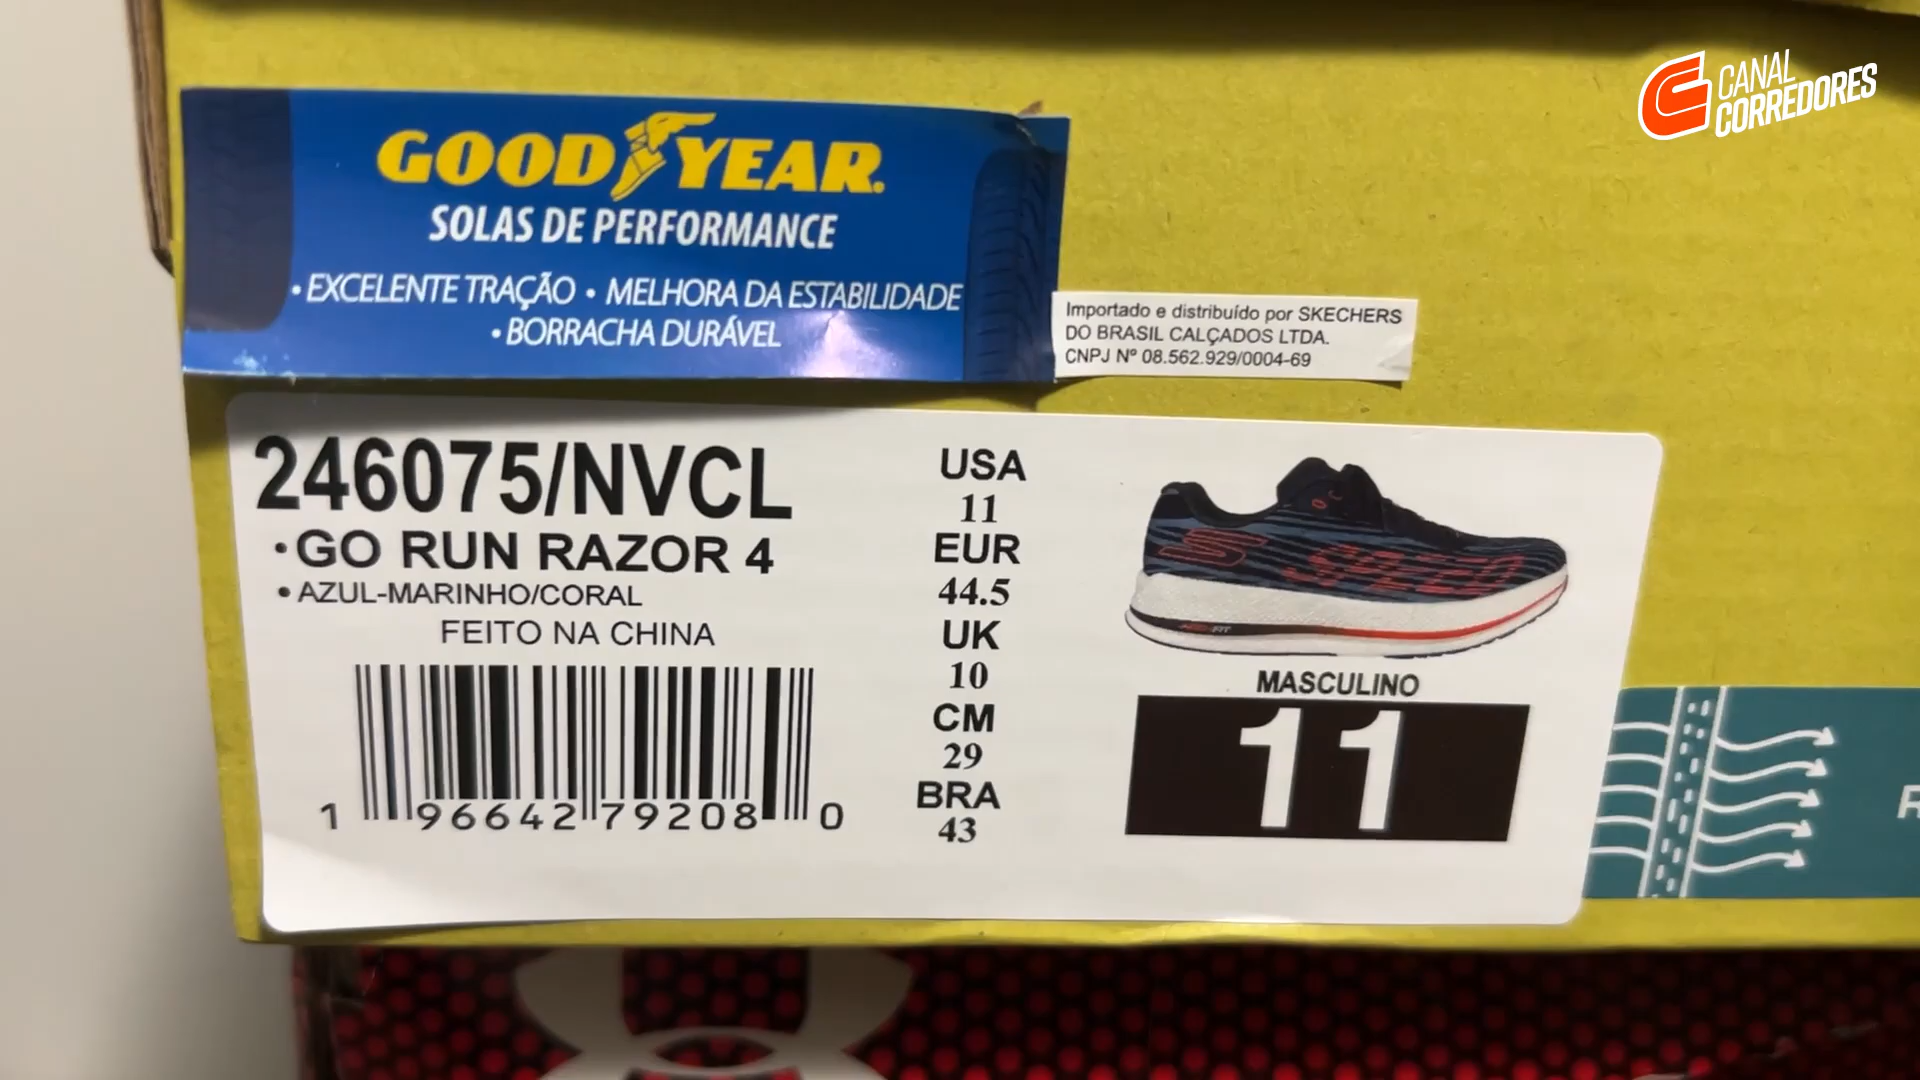 CANAL
CORREDORES
GOODYEAR.
SOLAS DE PERFORMANCE
• EXCELENTE TRAÇÃO • MELHORA DA ESTABILIDADE
• BORRACHA DURÁVEL
Importado e distribuído por SKECHERS
DO BRASIL CALÇADOS LTDA.
CNPJ Nº 08.562.929/0004-69
246075/NVCL
• GO RUN RAZOR 4
• AZUL-MARINHO/CORAL
FEITO NA CHINA
1 96642 79208 0
USA
11
EUR
44.5
UK
10
CM
29
BRA
43
SPEED
MASCULINO
11
R